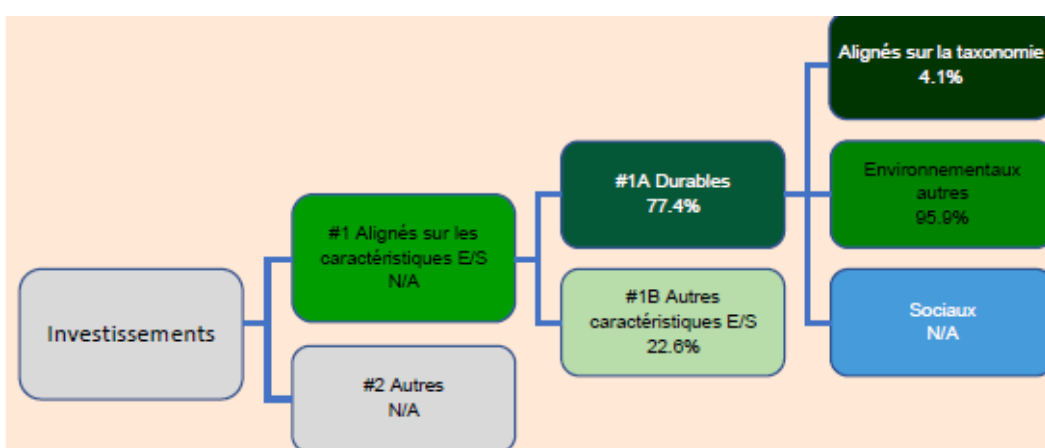 Investissements
#1 Alignés sur les
caractéristiques E/S
N/A
#2 Autres
N/A
#1A Durables
77.4%
#1B Autres
caractéristiques E/S
22.6%
Alignés sur la taxonomie
4.1%
Environnementaux
autres
95.9%
Sociaux
N/A